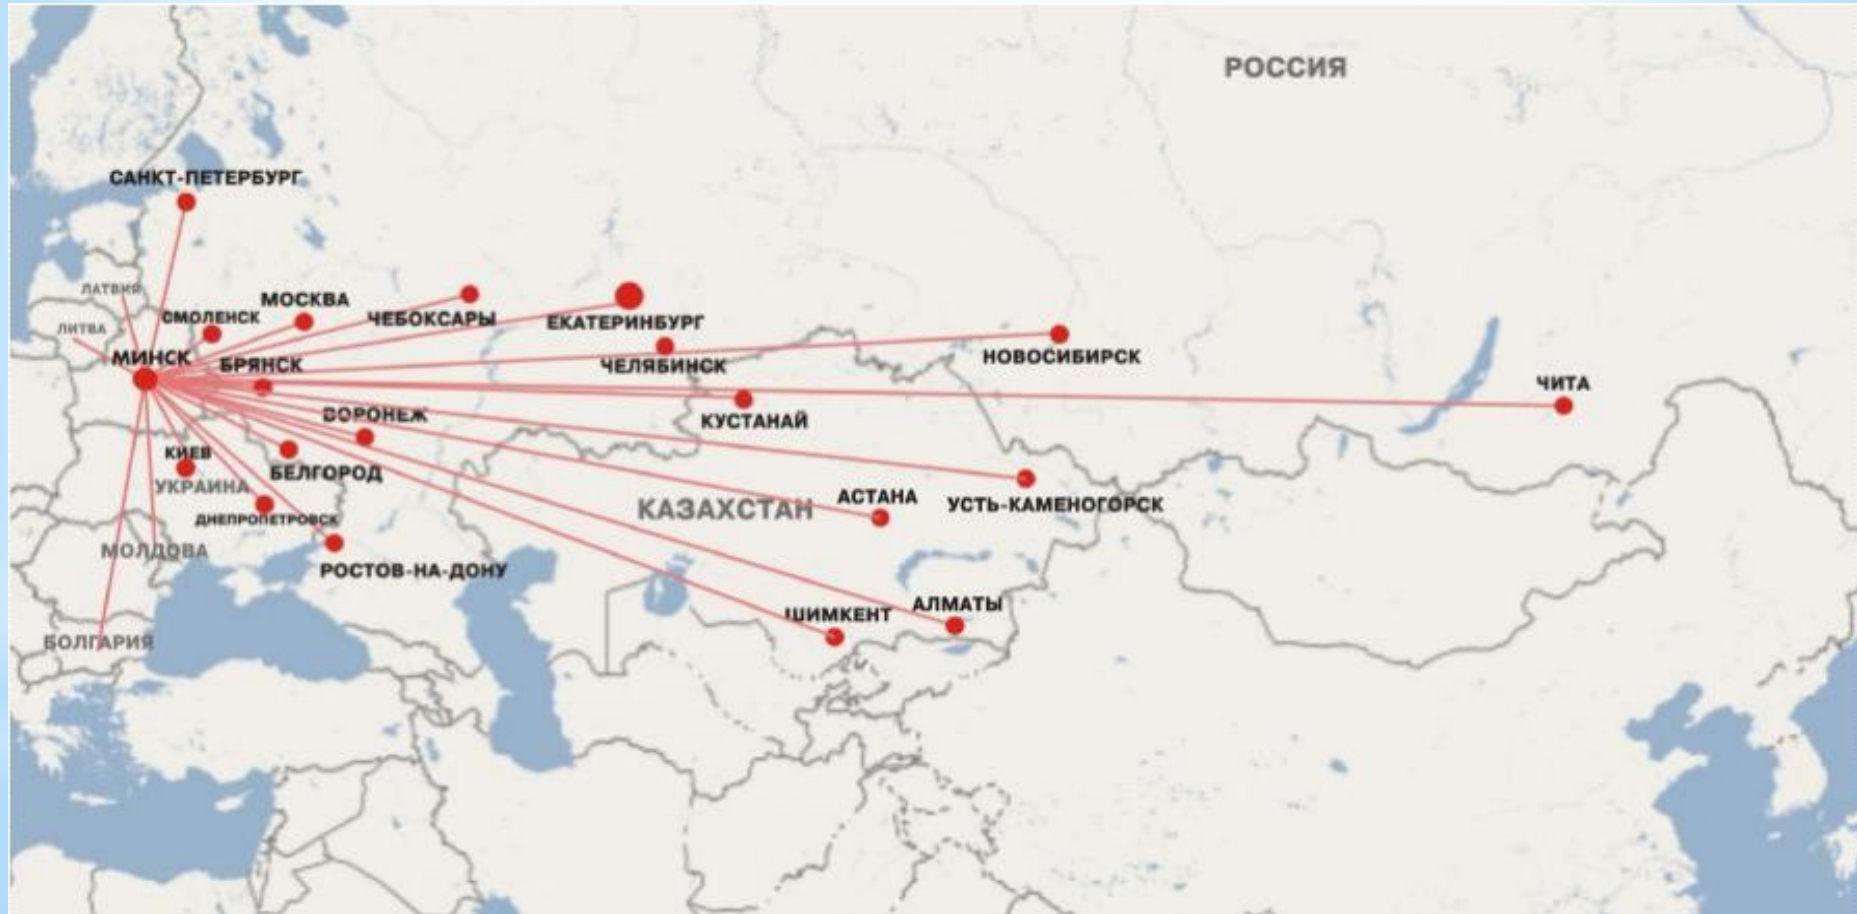 РОССИЯ
САНКТ-ПЕТЕРБУРГ
ЛАТВИЯ
МОСКВА
СМОЛЕНСК
ЧЕБОКСАРЫ
ЕКАТЕРИНБУРГ
ЛИТВА
МИНСК
БРЯНСК
ЧЕЛЯБИНСК
НОВОСИБИРСК
ЧИТА
ВОРОНЕЖ
КУСТАНАЙ
КИЕВ
БЕЛГОРОД
УКРАИНА
АСТАНА
УСТЬ-КАМЕНОГОРСК
КАЗАХСТАН
ДНЕПРОПЕТРОВСК
МОЛДОВА
РОСТОВ-НА-ДОНУ
ШИМКЕНТ
АЛМАТЫ
БОЛГАРИЯ